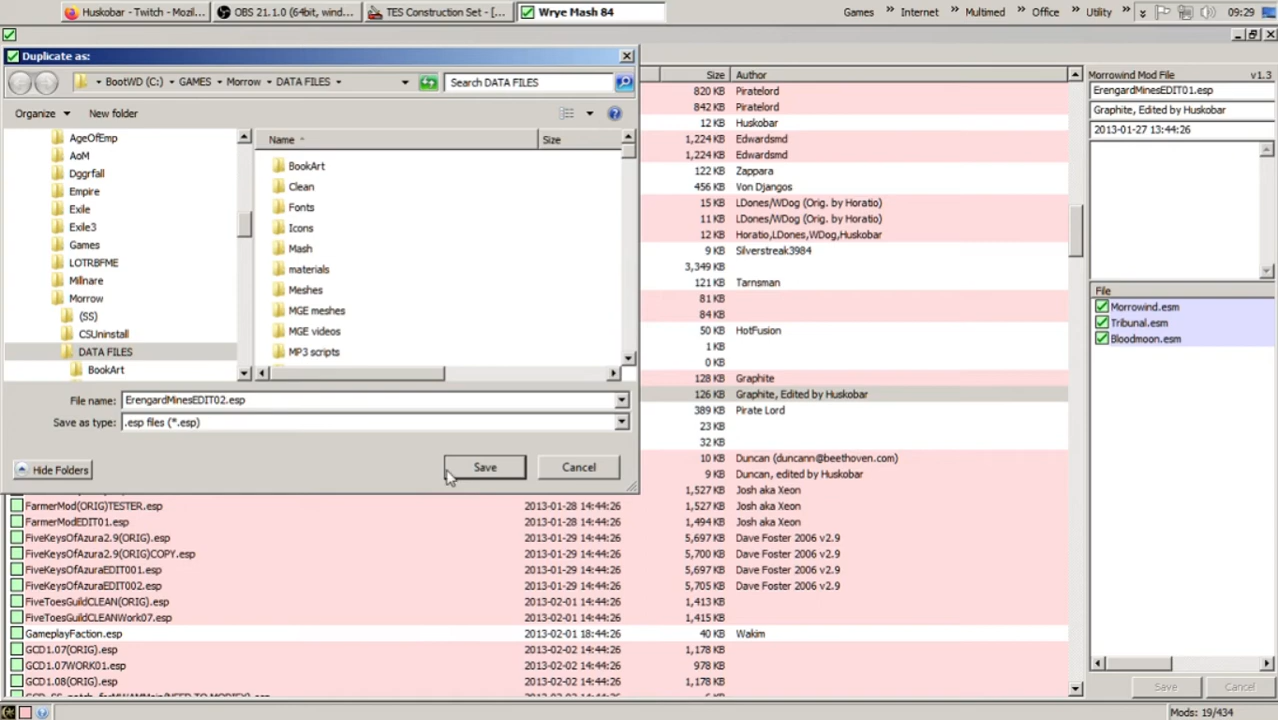 Huskobar - Twitch - Mozil...
OBS 21.1.0 (64bit, wind...
TES Construction Set - [...
Wrye Mash 84
Games
Internet
Multimed
Office
Utility
09:29
Duplicate as:
BootWD (C:)
GAMES
Morrow
DATA FILES
Search DATA FILES
Organize
New folder
AgeOfEmp
AoM
Dggrfall
Empire
Exile
Exile3
Games
LOTRBFME
Millnare
Morrow
(SS)
CSUninstall
DATA FILES
BookArt
Name
Size
BookArt
Clean
Fonts
Icons
Mash
materials
Meshes
MGE meshes
MGE videos
MP3 scripts
File name:
ErengardMinesEDIT02.esp
Save as type:
.esp files (*.esp)
Hide Folders
Save
Cancel
Size
Author
820 KB Piratelord
842 KB Piratelord
12 KB Huskobar
1,224 KB Edwardsmd
1,224 KB Edwardsmd
122 KB Zappara
456 KB Von Djangos
15 KB LDones/WDog (Orig. by Horatio)
11 KB LDones/WDog (Orig. by Horatio)
12 KB Horatio,LDones,WDog,Huskobar
9 KB Silverstreak3984
3,349 KB
121 KB Tarnsman
81 KB
84 KB
50 KB HotFusion
1 KB
0 KB
128 KB Graphite
126 KB Graphite, Edited by Huskobar
389 KB Pirate Lord
23 KB
32 KB
10 KB Duncan (duncann@beethoven.com)
9 KB Duncan, edited by Huskobar
1,527 KB Josh aka Xeon
FarmerMod(ORIG)TESTER.esp 2013-01-28 14:44:26 1,527 KB Josh aka Xeon
FarmerModEDIT01.esp 2013-01-28 14:44:26 1,494 KB Josh aka Xeon
FiveKeysOfAzura2.9(ORIG).esp 2013-01-29 14:44:26 5,697 KB Dave Foster 2006 v2.9
FiveKeysOfAzura2.9(ORIG)COPY.esp 2013-01-29 14:44:26 5,700 KB Dave Foster 2006 v2.9
FiveKeysOfAzuraEDIT001.esp 2013-01-29 14:44:26 5,697 KB Dave Foster 2006 v2.9
FiveKeysOfAzuraEDIT002.esp 2013-01-29 14:44:26 5,705 KB Dave Foster 2006 v2.9
FiveToesGuildCLEAN(ORIG).esp 2013-02-01 14:44:26 1,413 KB
FiveToesGuildCLEANWork07.esp 2013-02-01 14:44:26 1,415 KB
GameplayFaction.esp 2013-02-01 18:44:26 40 KB Wakim
GCD1.07(ORIG).esp 2013-02-02 14:44:26 1,178 KB
GCD1.07WORK01.esp 2013-02-02 14:44:26 978 KB
GCD1.08(ORIG).esp 2013-02-02 14:44:26 1,178 KB
Morrowind Mod File v1.3
ErengardMinesEDIT01.esp
Graphite, Edited by Huskobar
2013-01-27 13:44:26
File
Morrowind.esm
Tribunal.esm
Bloodmoon.esm
Save
Cancel
Mods: 19/434